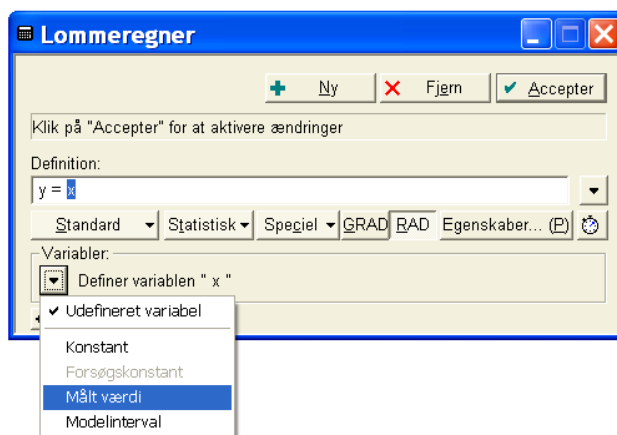 Lommeregner
Ny Fjern Accepter
Klik på "Accepter" for at aktivere ændringer
Definition:
y = x
Standard Statistisk Speciel GRAD RAD Egenskaber... (P)
Variabler:
Definer variablen " x "
Udefineret variabel
Konstant
Forsøgskonstant
Målt værdi
Modelinterval